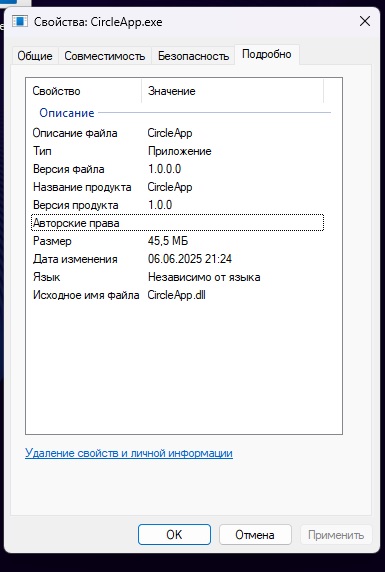 Свойства: CircleApp.exe
Общие Совместимость Безопасность Подробно
Свойство Значение
Описание
Описание файла CircleApp
Тип Приложение
Версия файла 1.0.0.0
Название продукта CircleApp
Версия продукта 1.0.0
Авторские права
Размер 45,5 МБ
Дата изменения 06.06.2025 21:24
Язык Независимо от языка
Исходное имя файла CircleApp.dll
Удаление свойств и личной информации
OK Отмена Применить